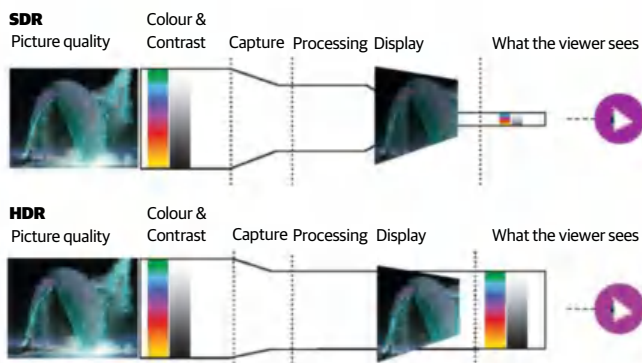 SDR
Picture quality
Colour &
Contrast
Capture
Processing
Display
What the viewer sees
HDR
Picture quality
Colour &
Contrast
Capture
Processing
Display
What the viewer sees